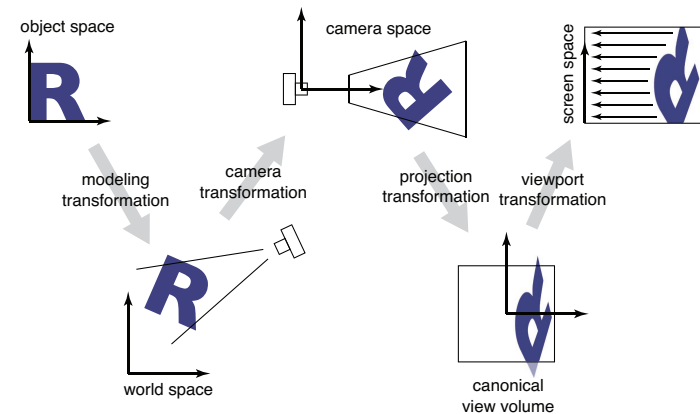 object space
R
modeling
transformation
R
world space
camera
transformation
camera space
R
projection
transformation
R
canonical
view volume
viewport
transformation
screen space
R